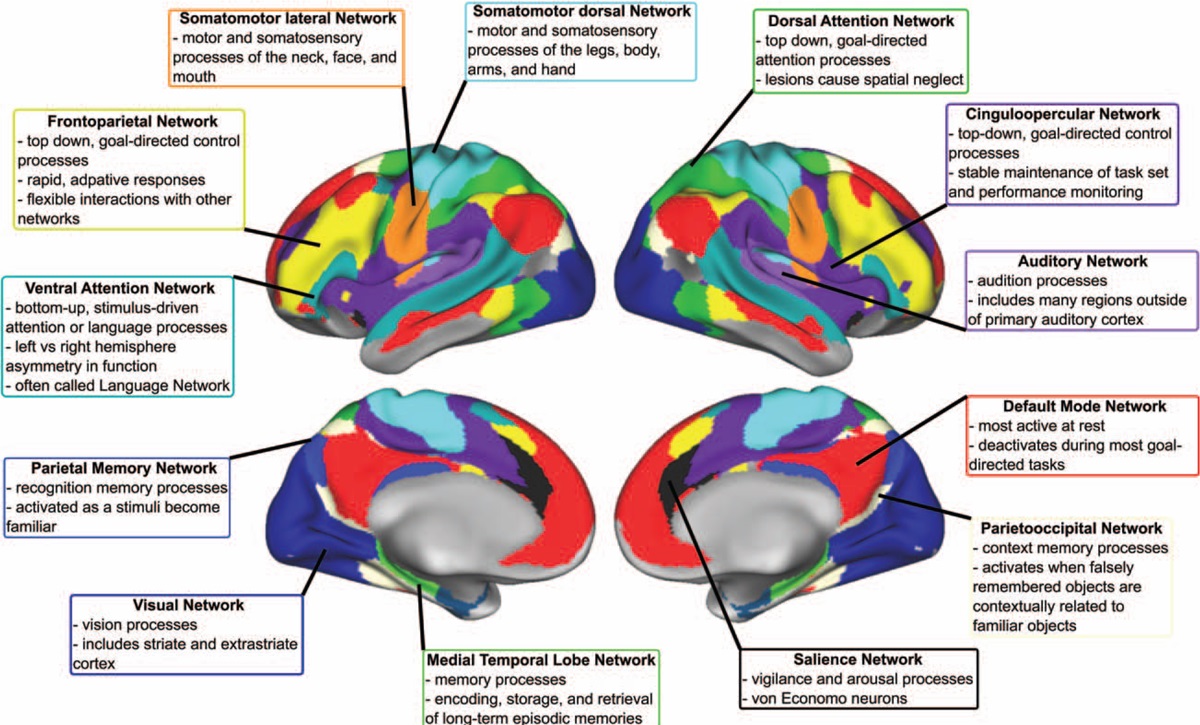 Somatomotor lateral Network
- motor and somatosensory
processes of the neck, face, and
mouth
Somatomotor dorsal Network
- motor and somatosensory
processes of the legs, body,
arms, and hand
Dorsal Attention Network
- top down, goal-directed
attention processes
- lesions cause spatial neglect
Frontoparietal Network
- top down, goal-directed control
processes
- rapid, adpative responses
- flexible interactions with other
networks
Cinguloopercular Network
- top-down, goal-directed control
processes
- stable maintenance of task set
and performance monitoring
Ventral Attention Network
- bottom-up, stimulus-driven
attention or language processes
- left vs right hemisphere
asymmetry in function
- often called Language Network
Auditory Network
- audition processes
- includes many regions outside
of primary auditory cortex
Default Mode Network
- most active at rest
- deactivates during most goal-
directed tasks
Parietal Memory Network
- recognition memory processes
- activated as a stimuli become
familiar
Parietooccipital Network
- context memory processes
- activates when falsely
remembered objects are
contextually related to
familiar objects
Visual Network
- vision processes
- includes striate and extrastriate
cortex
Medial Temporal Lobe Network
- memory processes
- encoding, storage, and retrieval
of long-term episodic memories
Salience Network
- vigilance and arousal processes
- von Economo neurons